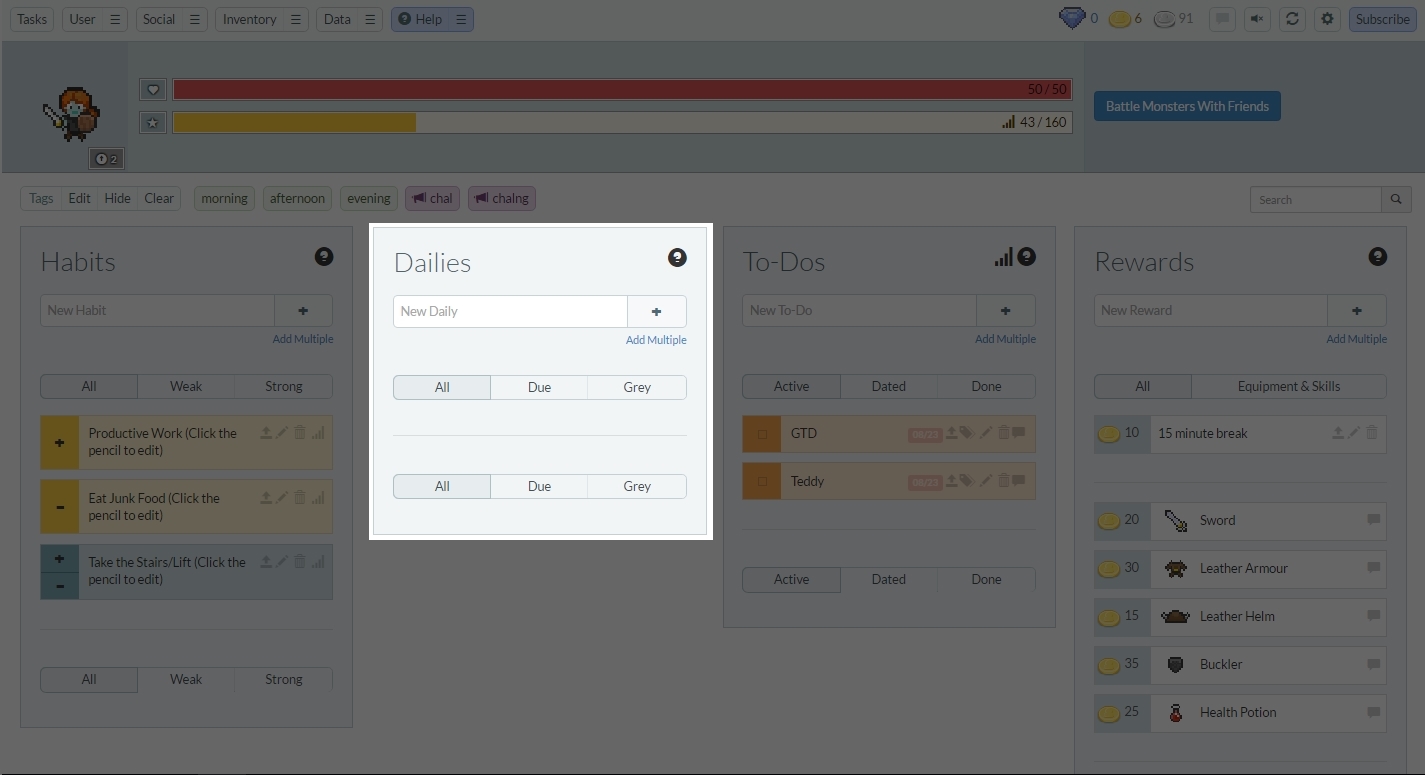 Tasks User Social Inventory Data Help 0 6 91 Subscribe
50 / 50
43 / 160
Battle Monsters With Friends
2
Tags Edit Hide Clear morning afternoon evening chal chalng Search
Habits
New Habit +
Add Multiple
All Weak Strong
+ Productive Work (Click the
pencil to edit)
- Eat Junk Food (Click the
pencil to edit)
+ Take the Stairs/Lift (Click the
- pencil to edit)
All Weak Strong
Dailies
New Daily +
Add Multiple
All Due Grey
All Due Grey
To-Dos
New To-Do +
Add Multiple
Active Dated Done
GTD 08/23
Teddy 08/23
Active Dated Done
Rewards
New Reward +
Add Multiple
All Equipment & Skills
10 15 minute break
20 Sword
30 Leather Armour
15 Leather Helm
35 Buckler
25 Health Potion